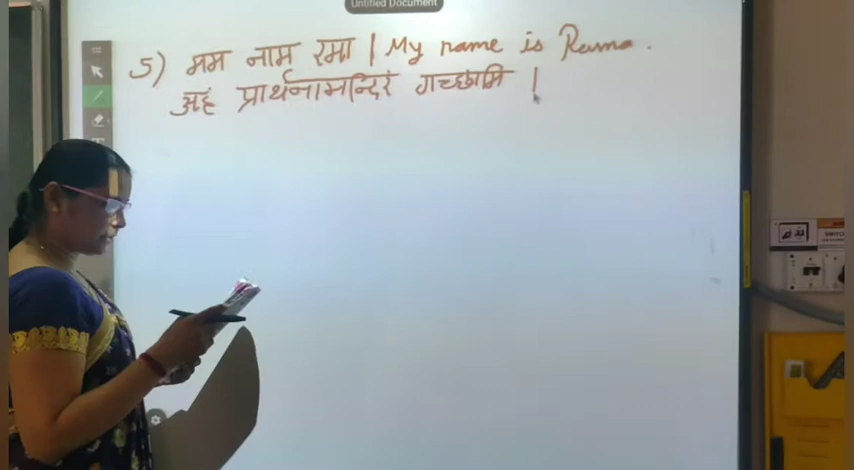 Untitled Document
5) मम नाम रमा | My name is Rama.
अहं प्रार्थनामन्दिरं गच्छामि |